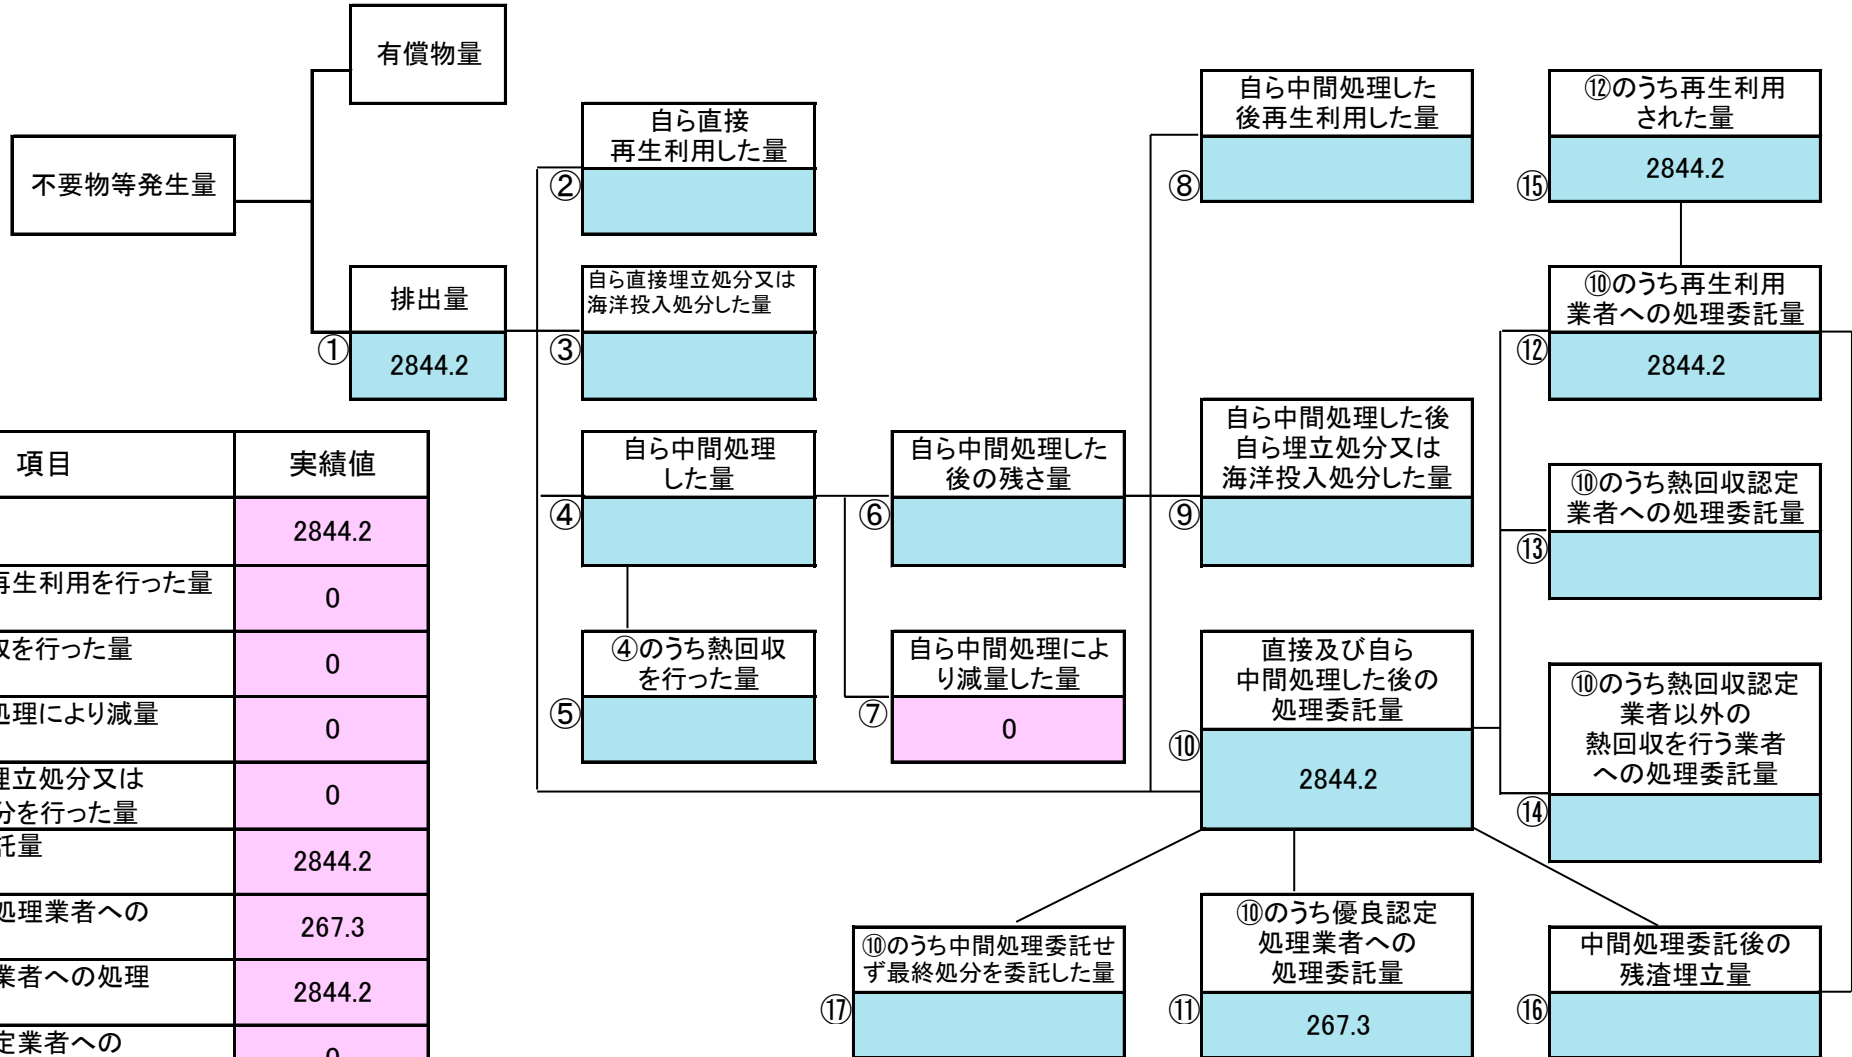 有償物量
不要物等発生量
排出量
①
2844.2
自ら直接
再生利用した量
②
自ら直接埋立処分又は
海洋投入処分した量
③
自ら中間処理
した量
④
④のうち熱回収
を行った量
⑤
自ら中間処理した
後の残さ量
⑥
自ら中間処理によ
り減量した量
⑦
0
自ら中間処理した
後再生利用した量
⑧
自ら中間処理した後
自ら埋立処分又は
海洋投入処分した量
⑨
直接及び自ら
中間処理した後の
処理委託量
⑩
2844.2
⑫のうち再生利用
された量
⑮
2844.2
⑩のうち再生利用
業者への処理委託量
⑫
2844.2
⑩のうち熱回収認定
業者への処理委託量
⑬
⑩のうち熱回収認定
業者以外の
熱回収を行う業者
への処理委託量
⑭
⑩のうち中間処理委託せ
ず最終処分を委託した量
⑰
⑩のうち優良認定
処理業者への
処理委託量
⑪
267.3
中間処理委託後の
残渣埋立量
⑯
項目 実績値
2844.2
再生利用を行った量
0
を行った量
0
処理により減量
0
埋立処分又は
分を行った量
0
託量
2844.2
処理業者への
267.3
業者への処理
2844.2
定業者への
0